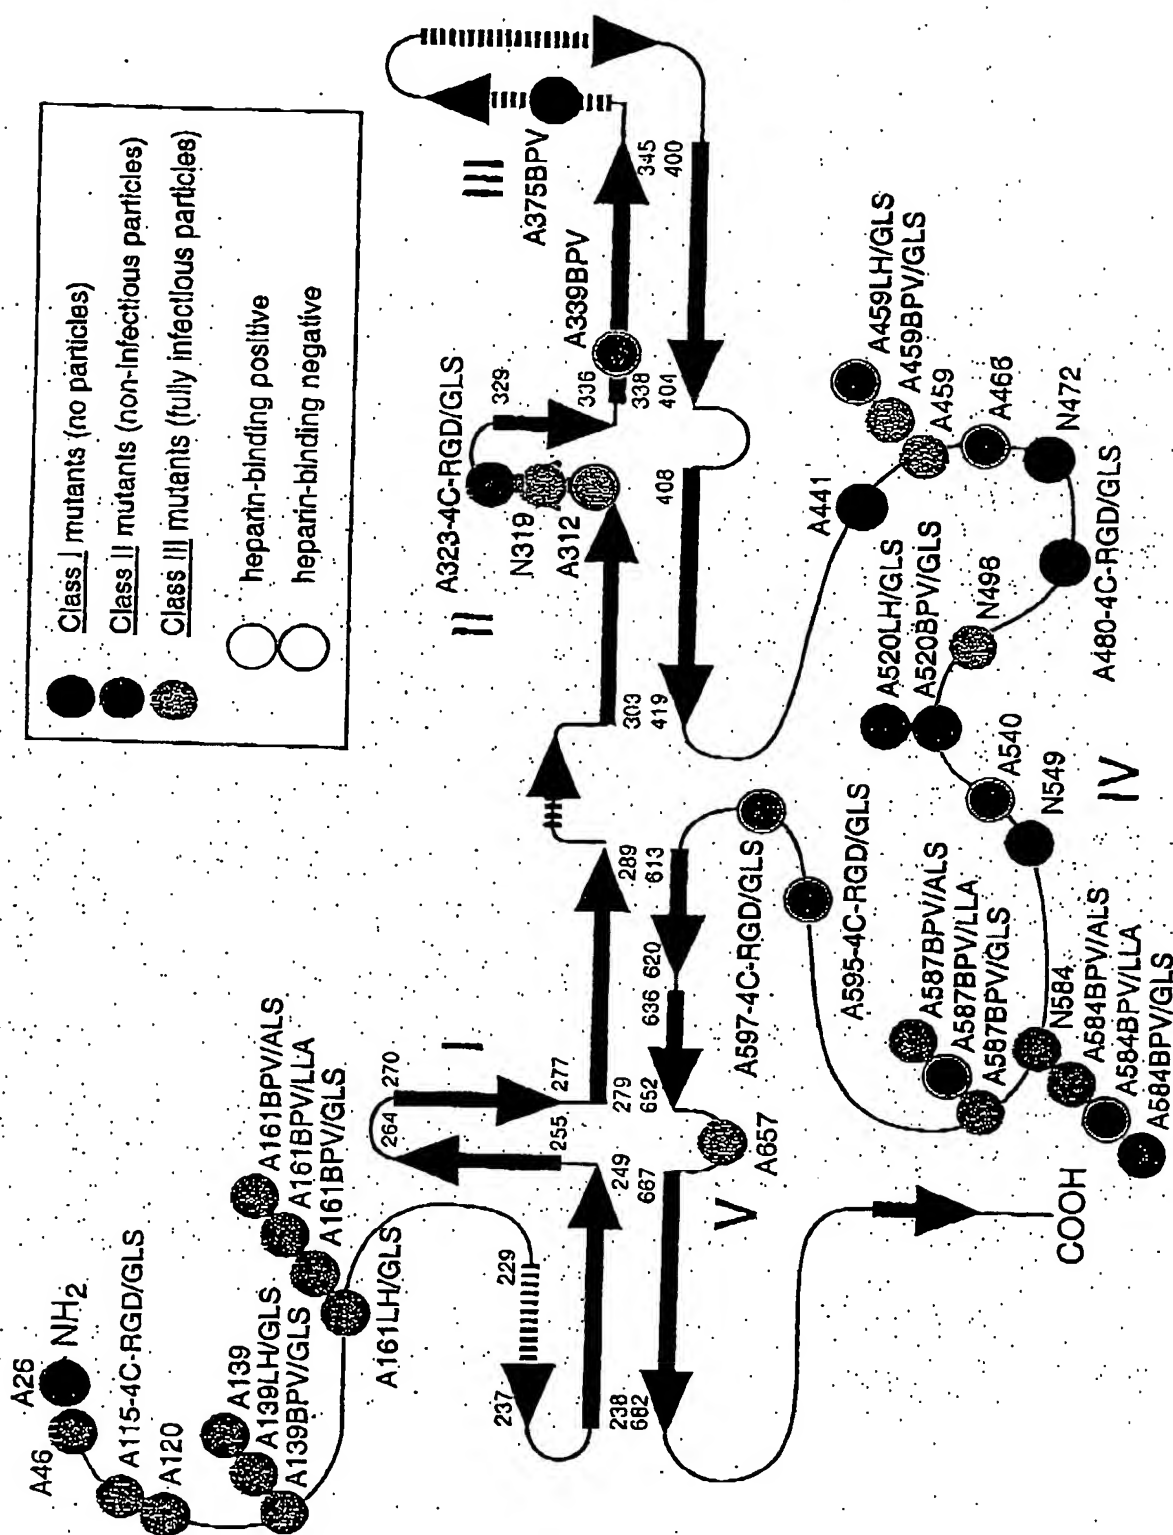 Class I mutants (no particles)
Class II mutants (non-infectious particles)
Class III mutants (fully infectious particles)
heparin-binding positive
heparin-binding negative
A26
NH2
A46
A115-4C-RGD/GLS
A120
A139
A139LH/GLS
A139BPV/GLS
A161BPV/ALS
A161BPV/LLA
A161BPV/GLS
A161LH/GLS
229
237
238
249
255
264
270
277
279
I
289
303
II
A323-4C-RGD/GLS
N319
A312
329
336
338
A339BPV
III
A375BPV
345
400
404
408
419
A441
A459LH/GLS
A459BPV/GLS
A459
A466
N472
A480-4C-RGD/GLS
N498
A520LH/GLS
A520BPV/GLS
A540
N549
IV
N584
A584BPV/ALS
A584BPV/LLA
A584BPV/GLS
A587BPV/ALS
A587BPV/LLA
A587BPV/GLS
A595-4C-RGD/GLS
A597-4C-RGD/GLS
613
620
636
652
A657
V
667
682
COOH